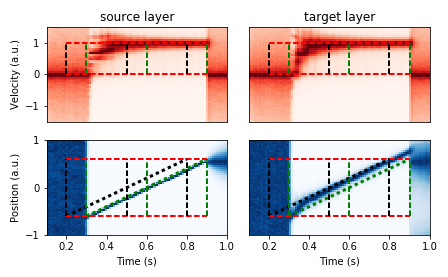 source layer
target layer
Velocity (a.u.)
1
0
−1
Position (a.u.)
1
0
−1
0.2 0.4 0.6 0.8 1.0
0.2 0.4 0.6 0.8 1.0
Time (s)
Time (s)